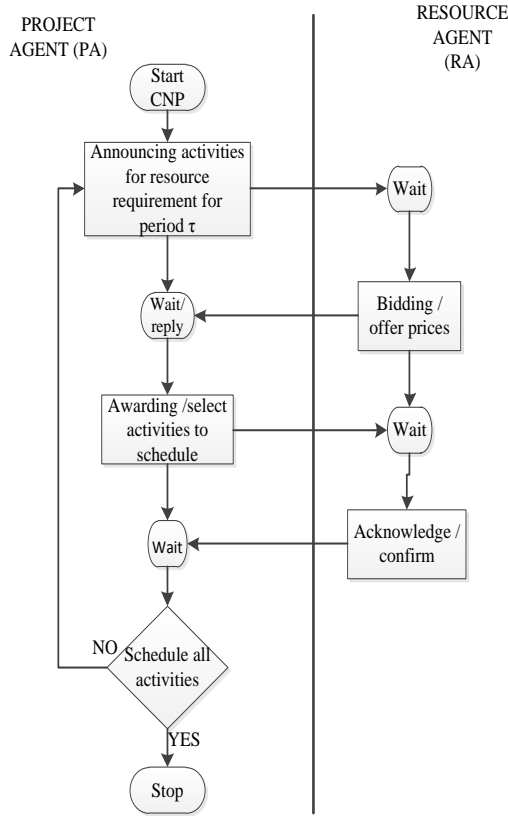 PROJECT
AGENT (PA)
RESOURCE
AGENT
(RA)
Start
CNP
Announcing activities
for resource
requirement for
period τ
Wait
Wait/
reply
Bidding /
offer prices
Awarding /select
activities to
schedule
Wait
Wait
Acknowledge /
confirm
NO
Schedule all
activities
YES
Stop